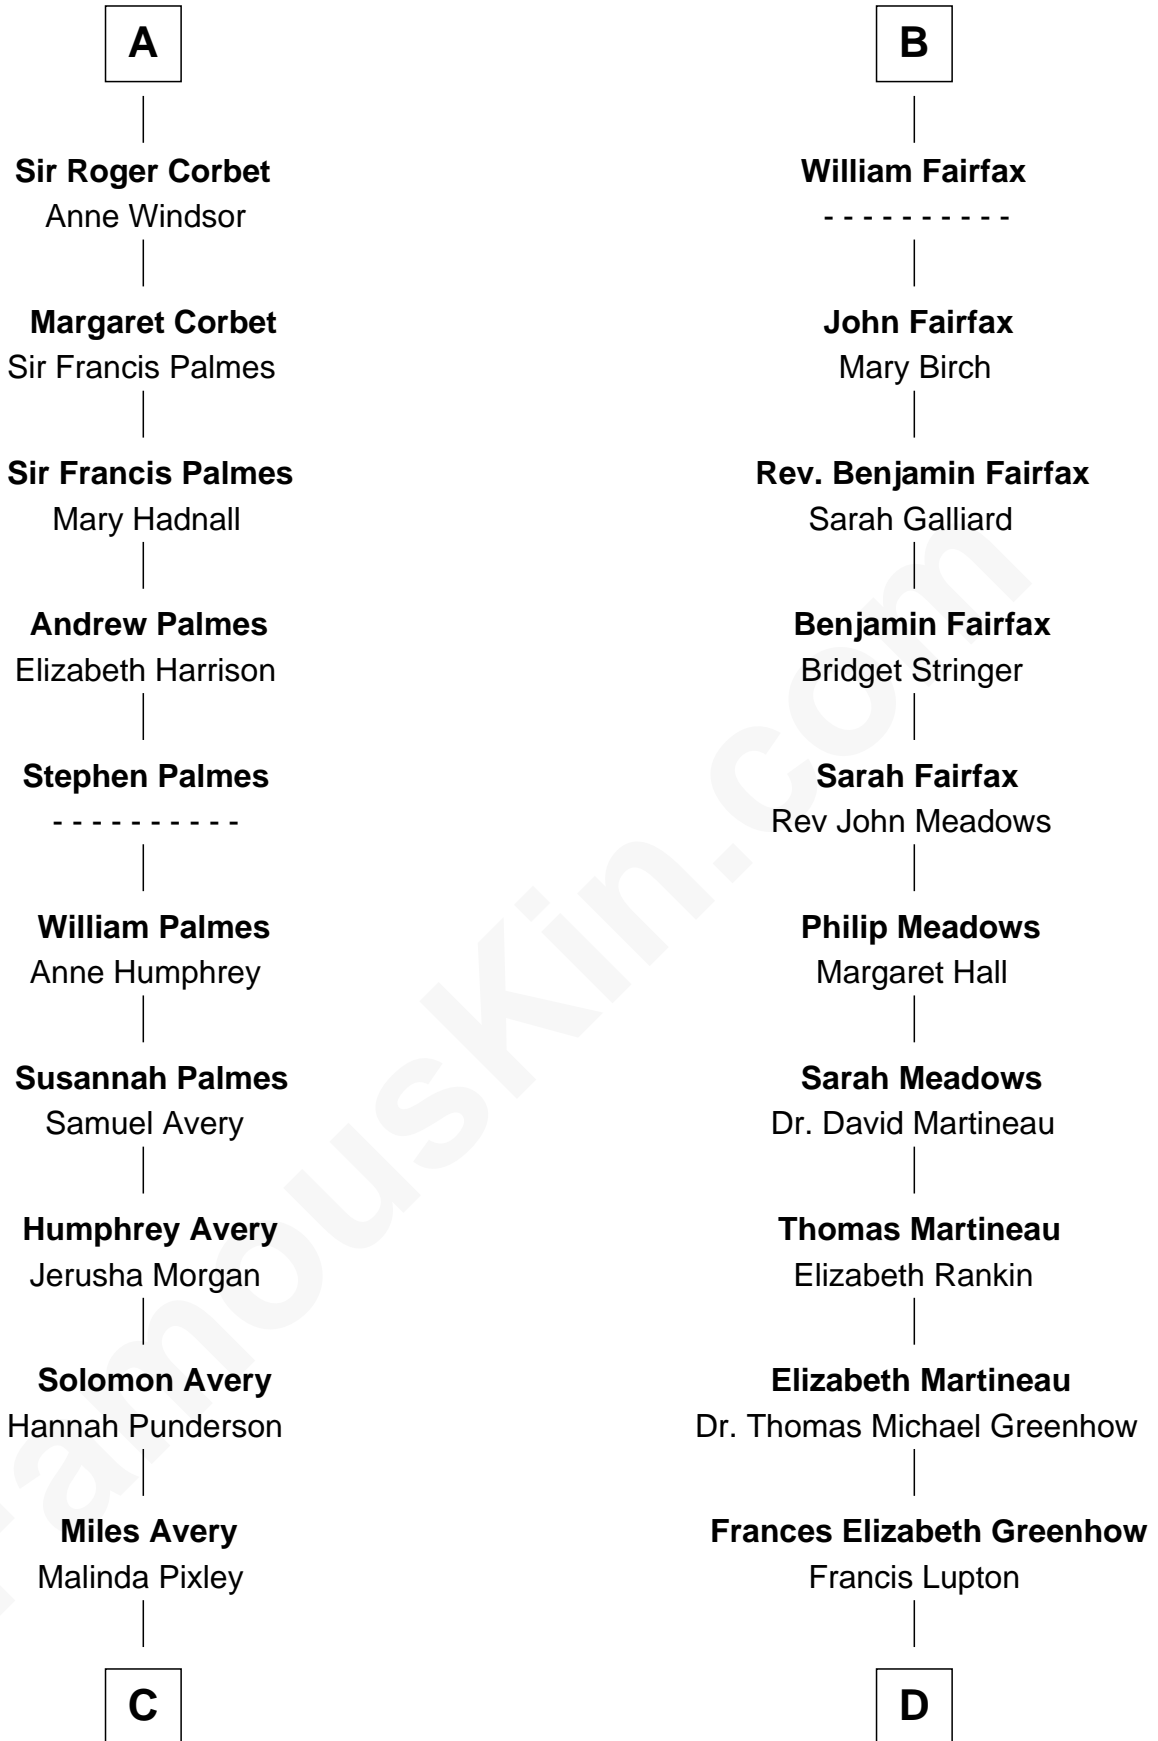 A
Sir Roger Corbet
Anne Windsor
Margaret Corbet
Sir Francis Palmes
Sir Francis Palmes
Mary Hadnall
Andrew Palmes
Elizabeth Harrison
Stephen Palmes
- - - - - - - - - -
William Palmes
Anne Humphrey
Susannah Palmes
Samuel Avery
Humphrey Avery
Jerusha Morgan
Solomon Avery
Hannah Punderson
Miles Avery
Malinda Pixley
C
B
William Fairfax
- - - - - - - - - -
John Fairfax
Mary Birch
Rev. Benjamin Fairfax
Sarah Galliard
Benjamin Fairfax
Bridget Stringer
Sarah Fairfax
Rev John Meadows
Philip Meadows
Margaret Hall
Sarah Meadows
Dr. David Martineau
Thomas Martineau
Elizabeth Rankin
Elizabeth Martineau
Dr. Thomas Michael Greenhow
Frances Elizabeth Greenhow
Francis Lupton
D
FamousKin.com